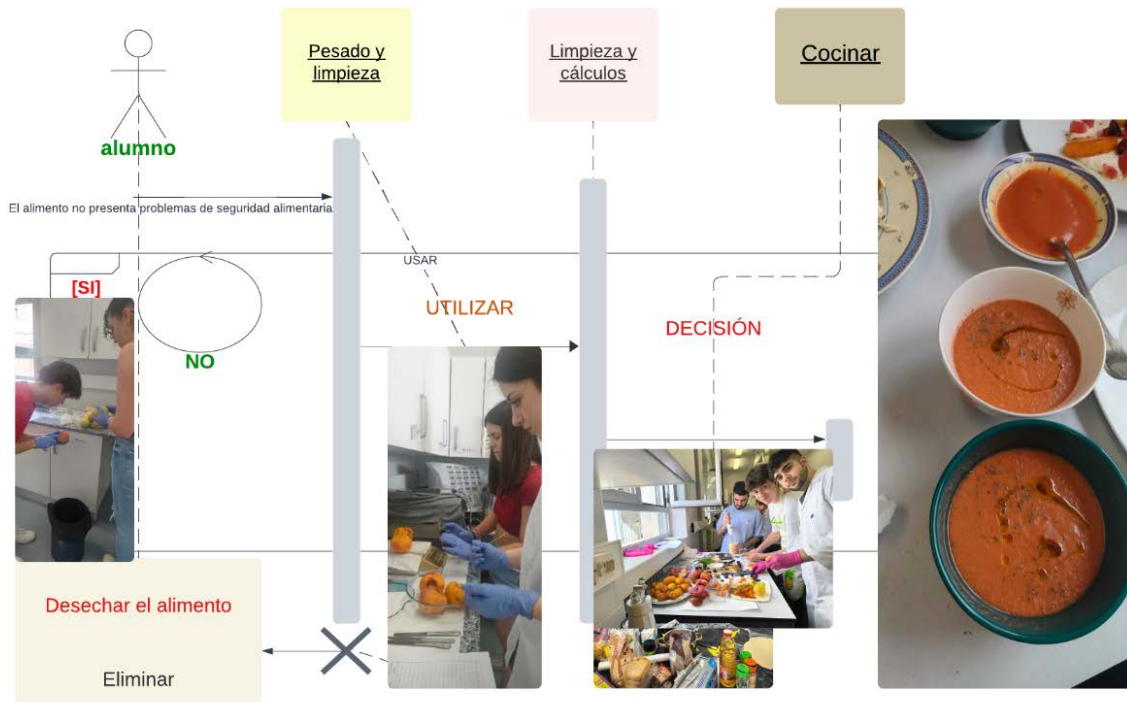 Pesado y
limpieza
Limpieza y
cálculos
Cocinar
alumno
El alimento no presenta problemas de seguridad alimentaria
[SI]
NO
USAR
UTILIZAR
DECISIÓN
Desechar el alimento
Eliminar